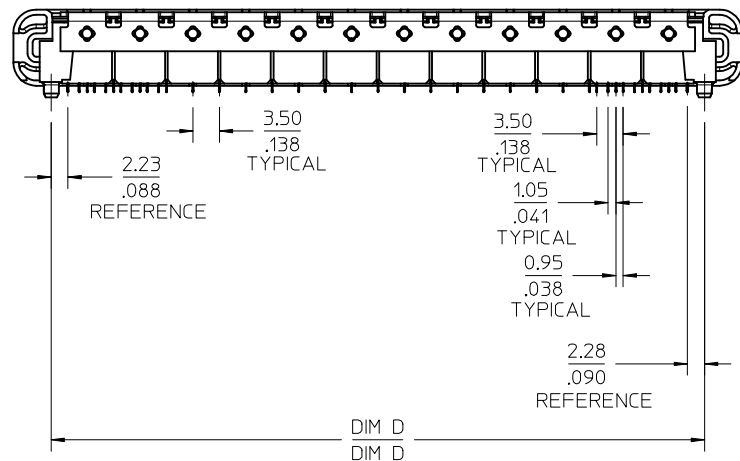 3.50
.138
TYPICAL
2.23
.088
REFERENCE
3.50
.138
TYPICAL
1.05
.041
TYPICAL
0.95
.038
TYPICAL
2.28
.090
REFERENCE
DIM D
DIM D